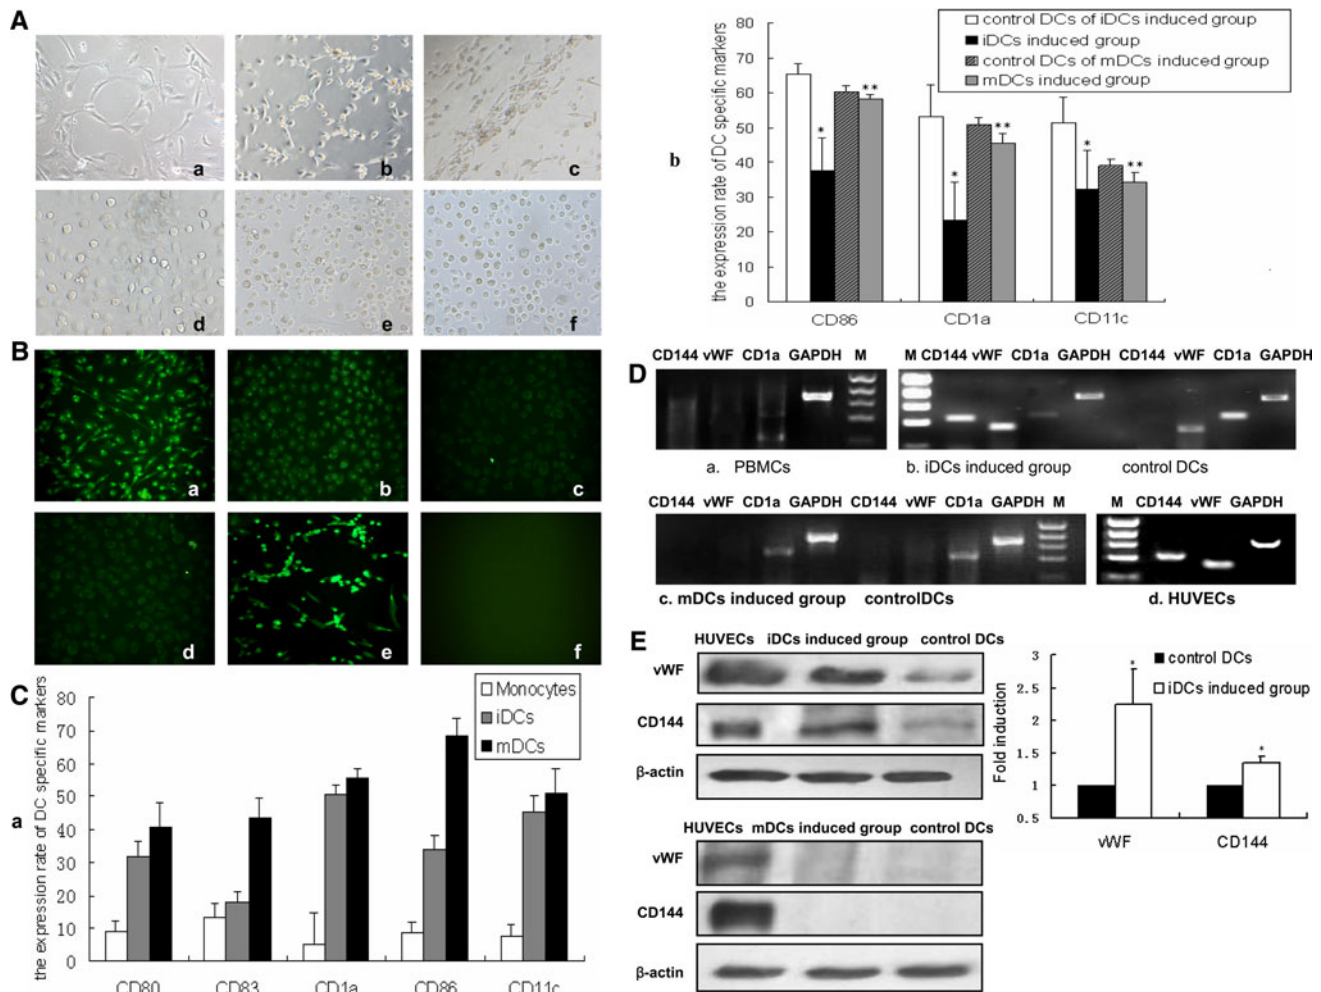 A
a
b
c
d
e
f
B
a
b
c
d
e
f
C
a
the expression rate of DC specific markers
80
70
60
50
40
30
20
10
0
Monocytes
iDCs
mDCs
CD80 CD83 CD1a CD86 CD11c
b
the expression rate of DC specific markers
80
70
60
50
40
30
20
10
0
control DCs of iDCs induced group
iDCs induced group
control DCs of mDCs induced group
mDCs induced group
* ** * ** * **
CD86 CD1a CD11c
D
CD144 vWF CD1a GAPDH M
a. PBMCs
M CD144 vWF CD1a GAPDH CD144 vWF CD1a GAPDH
b. iDCs induced group control DCs
CD144 vWF CD1a GAPDH CD144 vWF CD1a GAPDH M
c. mDCs induced group controlDCs
M CD144 vWF GAPDH
d. HUVECs
E
HUVECs iDCs induced group control DCs
vWF
CD144
β-actin
HUVECs mDCs induced group control DCs
vWF
CD144
β-actin
Fold induction
3
2.5
2
1.5
1
0.5
control DCs
iDCs induced group
* *
vWF CD144